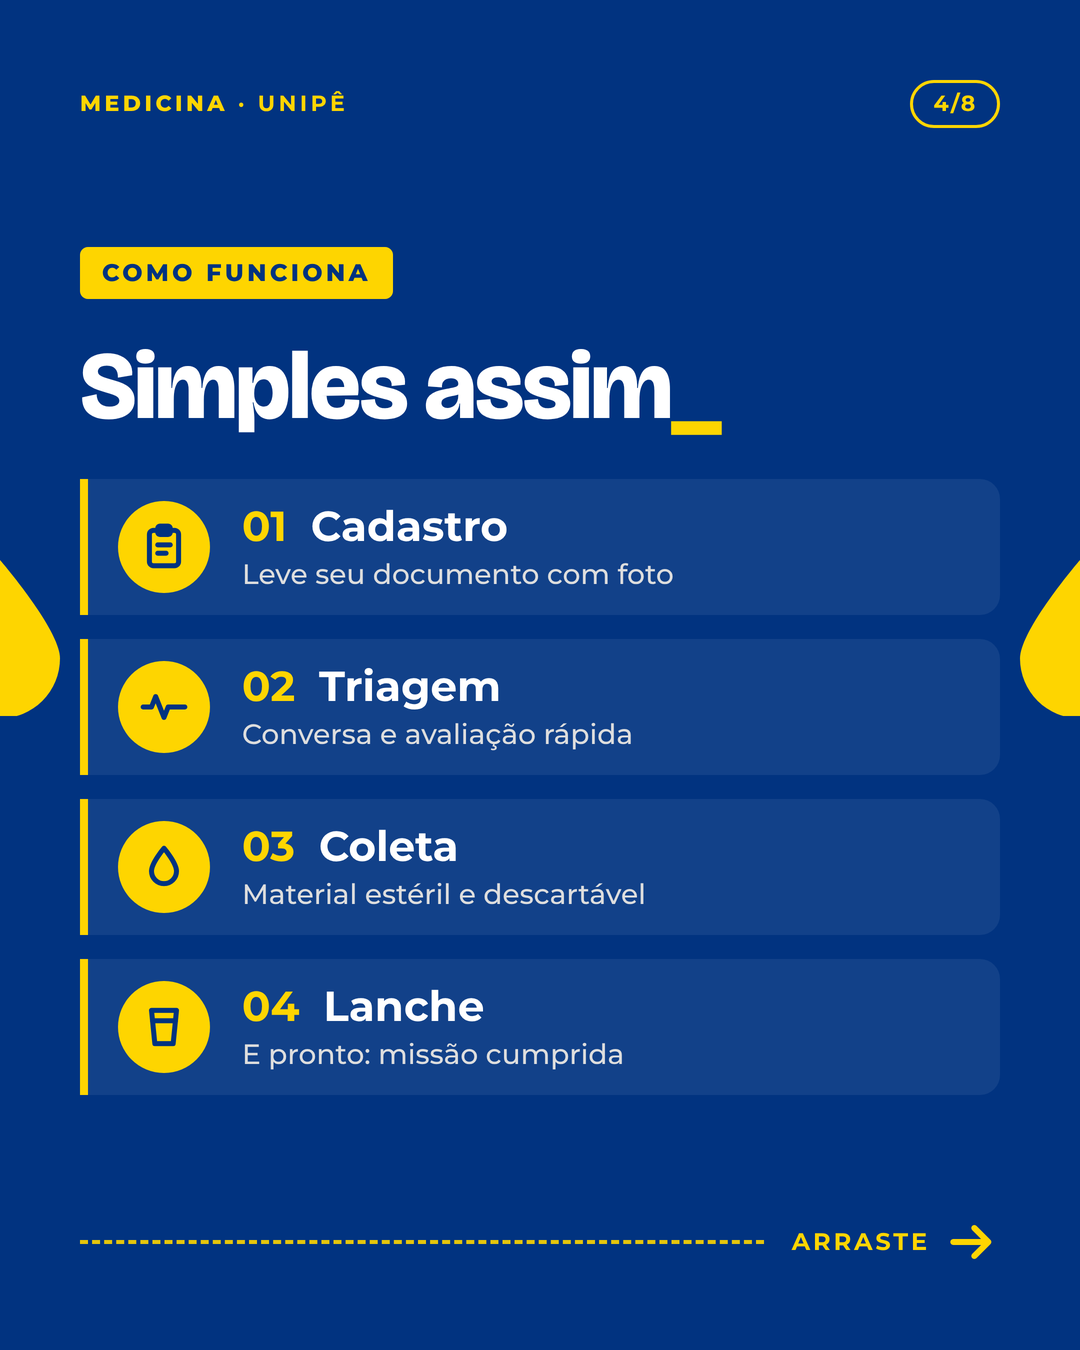 MEDICINA · UNIPÊ
4/8
COMO FUNCIONA
Simples assim_
01 Cadastro
Leve seu documento com foto
02 Triagem
Conversa e avaliação rápida
03 Coleta
Material estéril e descartável
04 Lanche
E pronto: missão cumprida
ARRASTE